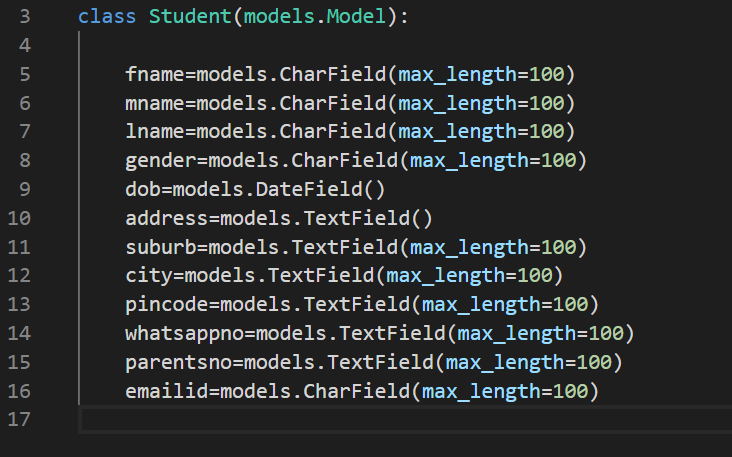 3 class Student(models.Model):
4
5 fname=models.CharField(max_length=100)
6 mname=models.CharField(max_length=100)
7 lname=models.CharField(max_length=100)
8 gender=models.CharField(max_length=100)
9 dob=models.DateField()
10 address=models.TextField()
11 suburb=models.TextField(max_length=100)
12 city=models.TextField(max_length=100)
13 pincode=models.TextField(max_length=100)
14 whatsappno=models.TextField(max_length=100)
15 parentsno=models.TextField(max_length=100)
16 emailid=models.CharField(max_length=100)
17